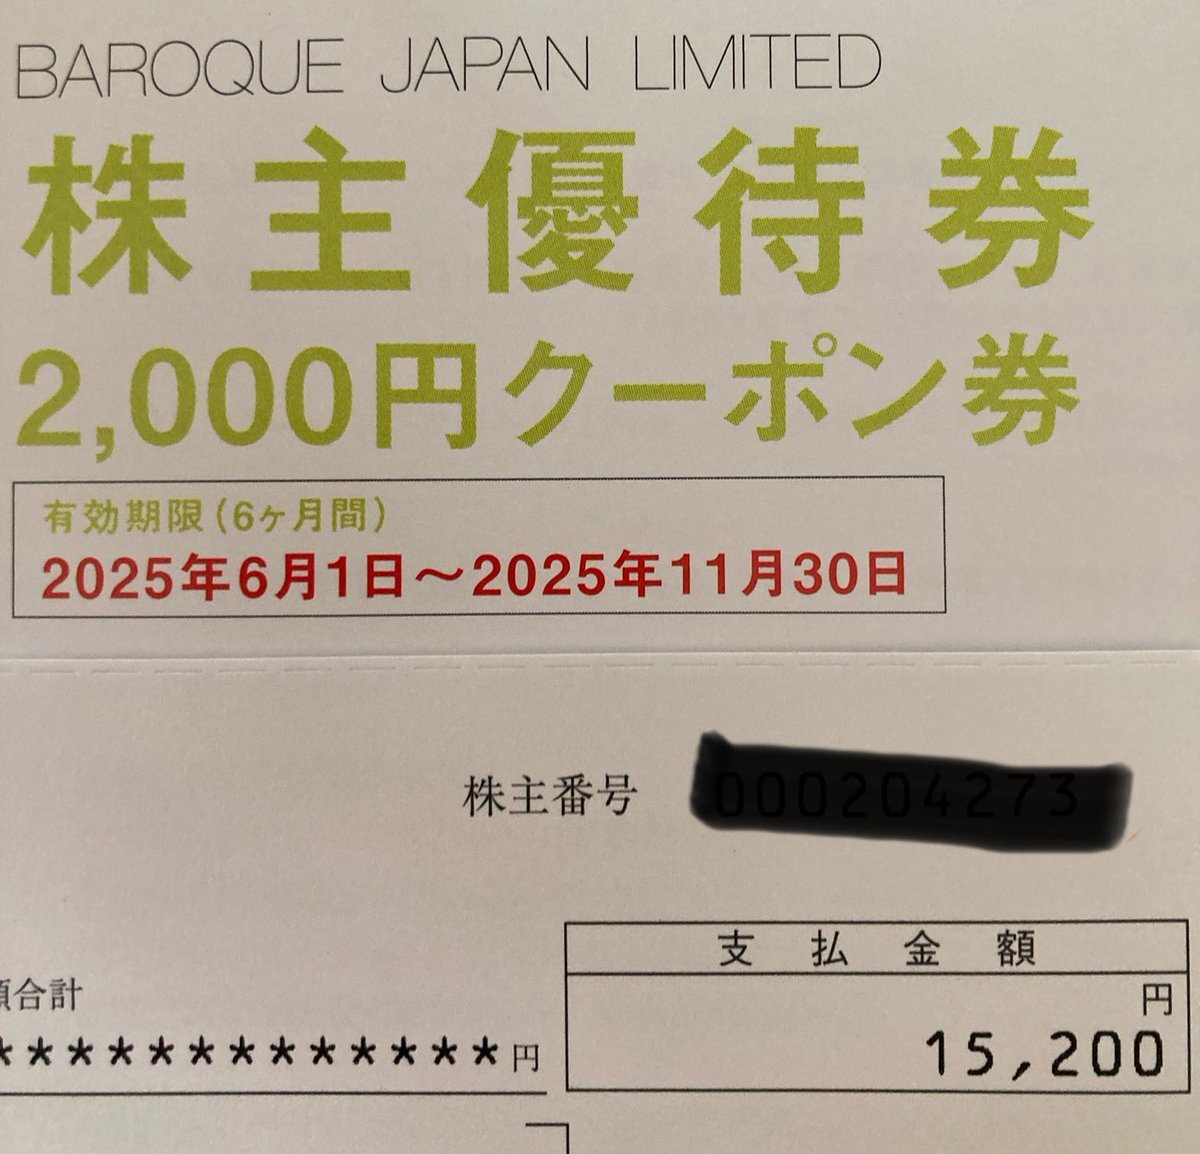 BAROQUE JAPAN LIMITED
株主優待券
2,000円クーポン券
有効期限(6ヶ月間)
2025年6月1日～2025年11月30日
株主番号
支払金額
円
15,200
額合計
*************円